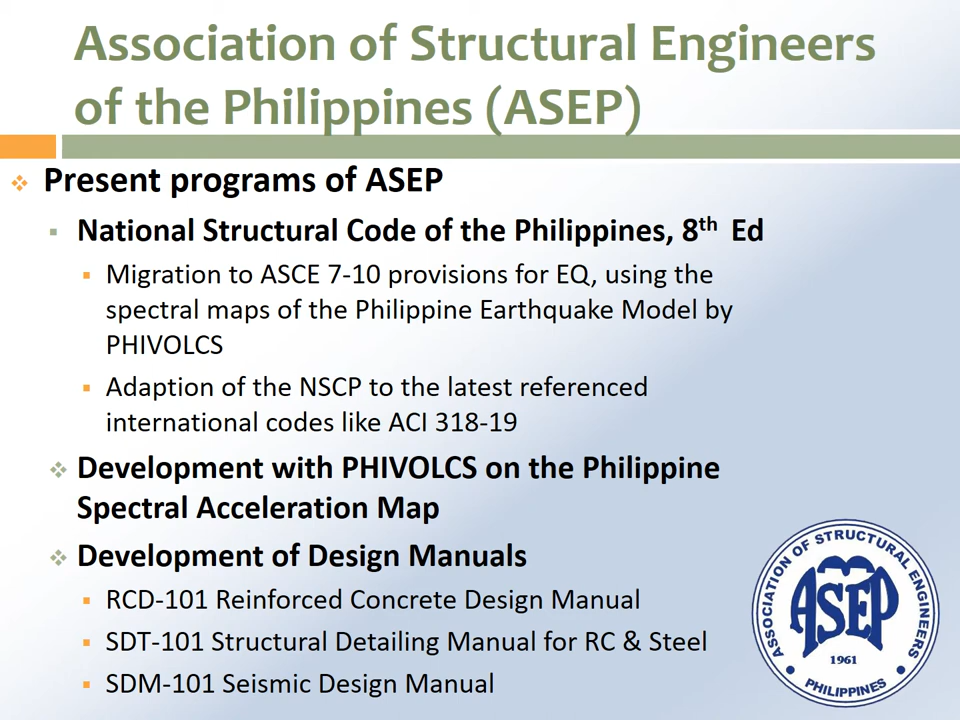 Association of Structural Engineers
of the Philippines (ASEP)
Present programs of ASEP
National Structural Code of the Philippines, 8th Ed
Migration to ASCE 7-10 provisions for EQ, using the
spectral maps of the Philippine Earthquake Model by
PHIVOLCS
Adaption of the NSCP to the latest referenced
international codes like ACI 318-19
Development with PHIVOLCS on the Philippine
Spectral Acceleration Map
Development of Design Manuals
RCD-101 Reinforced Concrete Design Manual
SDT-101 Structural Detailing Manual for RC & Steel
SDM-101 Seismic Design Manual
ASSOCIATION OF STRUCTURAL ENGINEERS
ASEP
1961
PHILIPPINES